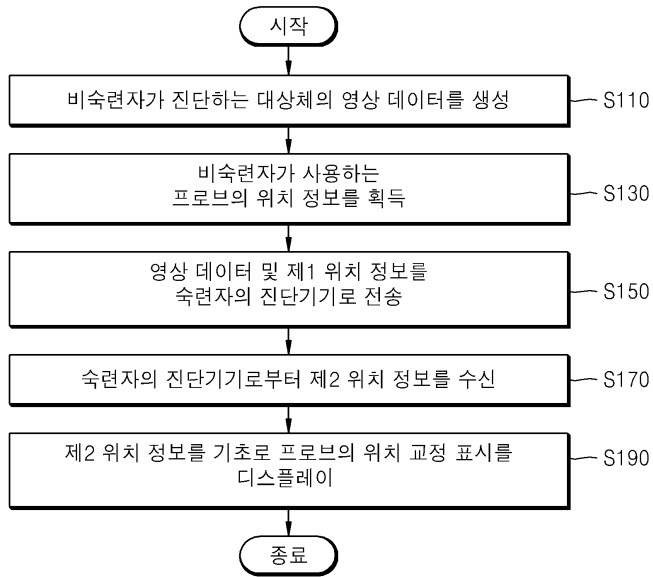 시작
비숙련자가 진단하는 대상체의 영상 데이터를 생성
S110
비숙련자가 사용하는
프로브의 위치 정보를 획득
S130
영상 데이터 및 제1 위치 정보를
숙련자의 진단기기로 전송
S150
숙련자의 진단기기로부터 제2 위치 정보를 수신
S170
제2 위치 정보를 기초로 프로브의 위치 교정 표시를
디스플레이
S190
종료